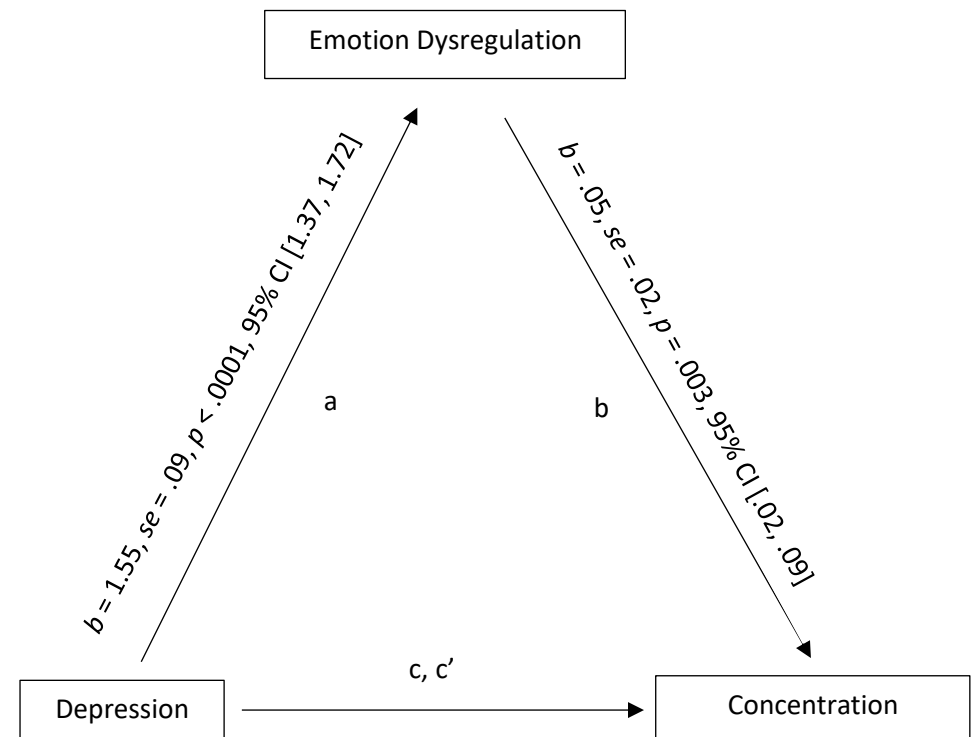 Emotion Dysregulation
b = 1.55, se = .09, p < .0001, 95% CI [1.37, 1.72]
b = .05, se = .02, p = .003, 95% CI [.02, .09]
a
b
c, c’
Depression
Concentration